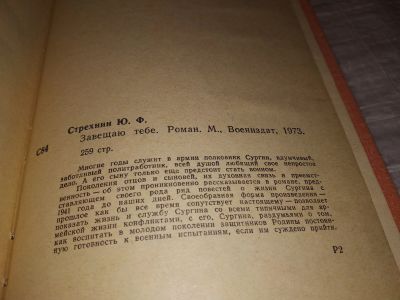 Стрехнин Ю. Ф.
С84
Завещаю тебе. Роман. М., Воениздат, 1973.
259 стр.
Многие годы служит в армии полковник Сургин, вдумчивый,
заботливый политработник, всей душой любящий свое непростое
дело. А его сыну только еще предстоит стать военом.
Поколения отцов и сыновей, их духовная связь и преемст-
венность — об этом проникновенно рассказывается в романе, пред-
ставляющем своего рода ряд повестей о жизни Сургина с
1941 года до наших дней. Своеобразная форма произведения —
прошлое как бы все время сопутствует настоящему — позволяет
показать жизнь и службу Сургина со всеми типичными для ар-
мейской жизни конфликтами, с его, Сургина, раздумьями о том,
как воспитать в молодом поколении защитников Родины постоян-
ную готовность к военным испытаниям, если им суждено прийти.
Р2